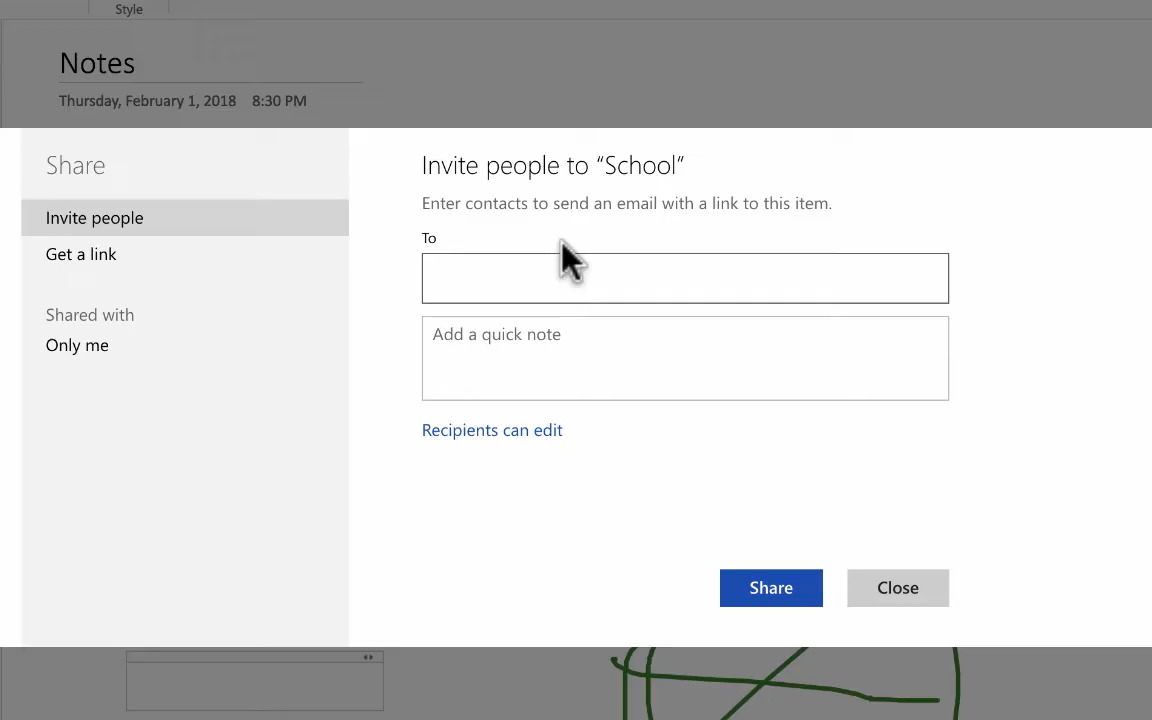 Style
Notes
Thursday, February 1, 2018 8:30 PM
Share
Invite people
Get a link
Shared with
Only me
Invite people to “School”
Enter contacts to send an email with a link to this item.
To
Add a quick note
Recipients can edit
Share
Close